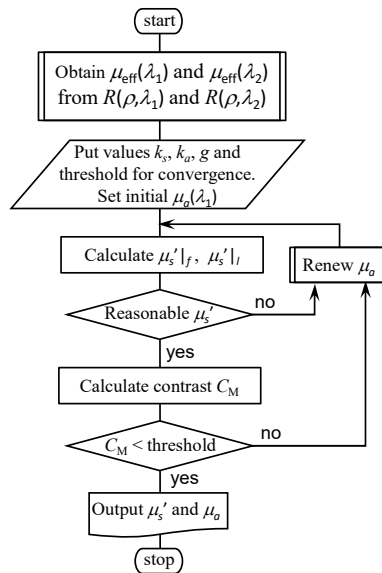 start
Obtain μeff(λ1) and μeff(λ2)
from R(ρ,λ1) and R(ρ,λ2)
Put values ks, ka, g and
threshold for convergence.
Set initial μa(λ1)
Calculate μs'|f, μs'|l
Renew μa
Reasonable μs'
no
yes
Calculate contrast CM
CM < threshold
no
yes
Output μs' and μa
stop